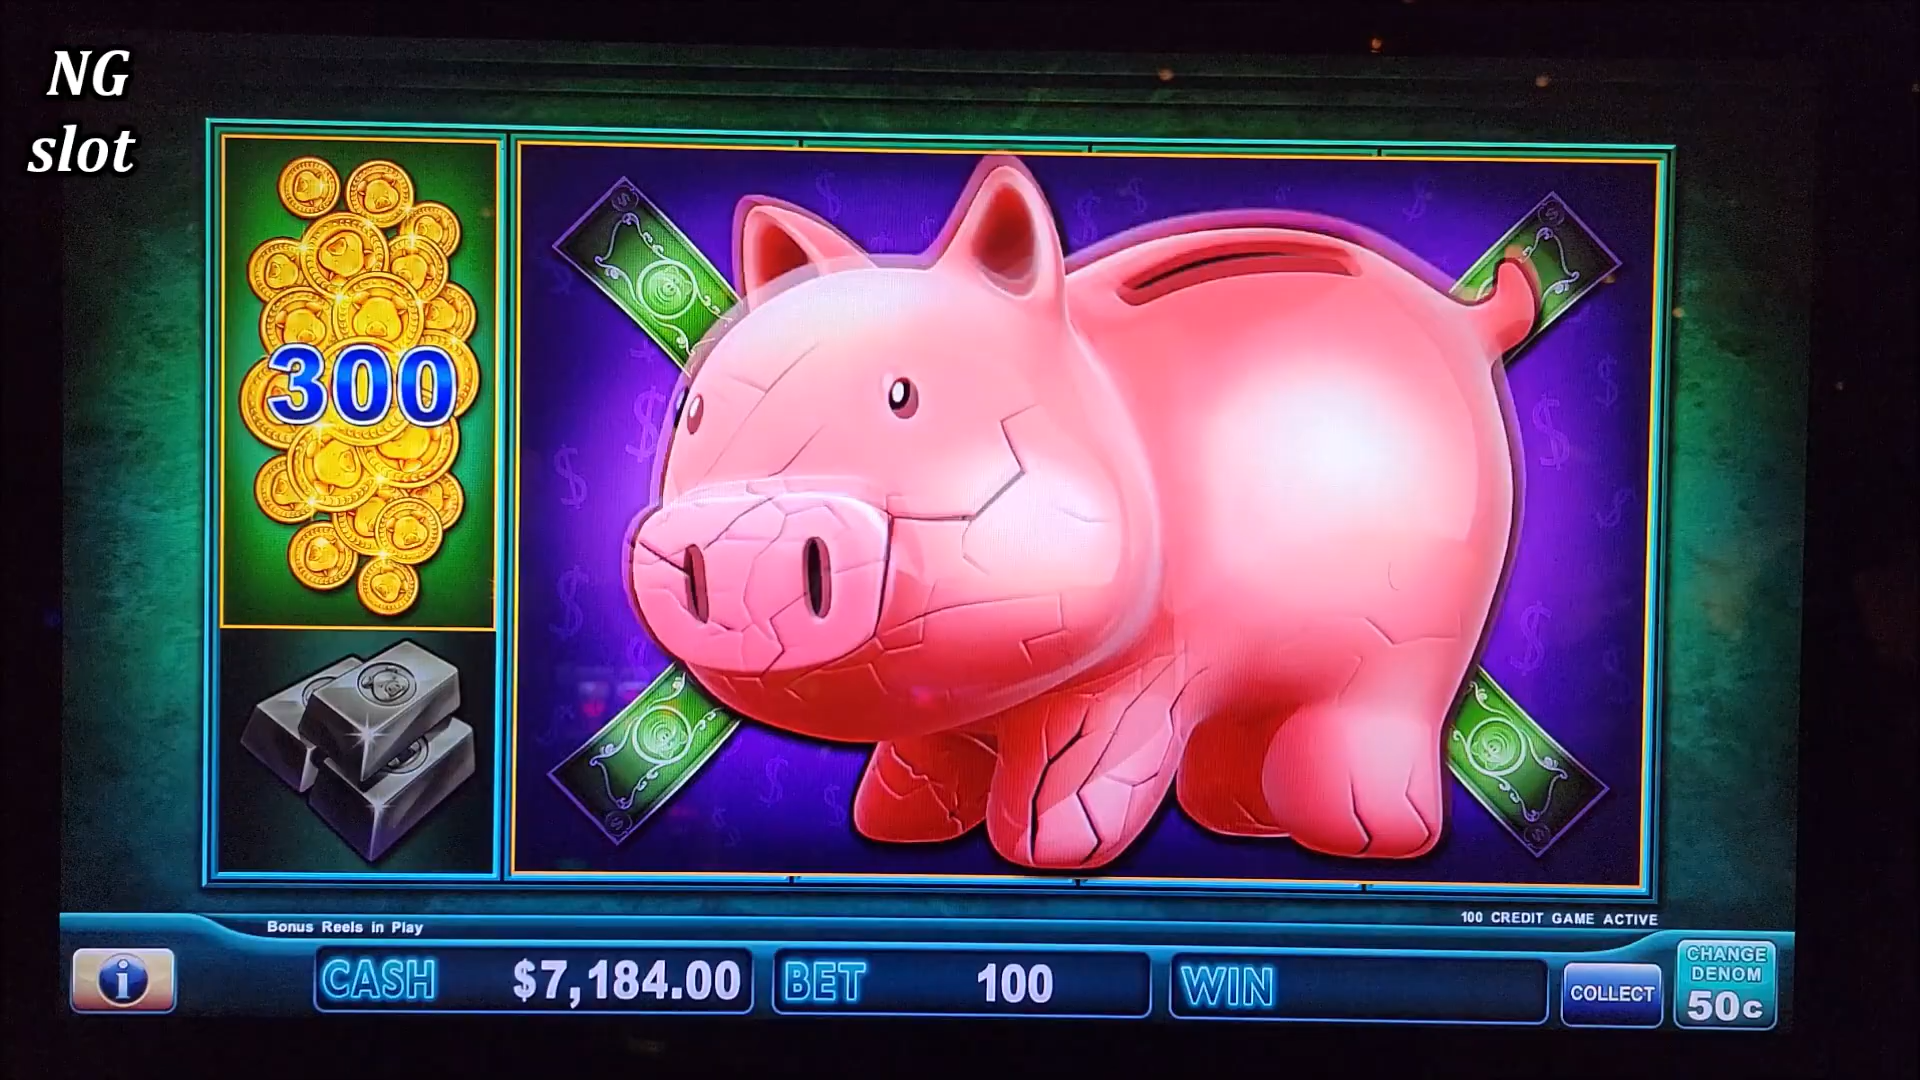 NG
slot
300
Bonus Reels in Play
100 CREDIT GAME ACTIVE
CASH $7,184.00
BET 100
WIN
COLLECT
CHANGE
DENOM
50¢